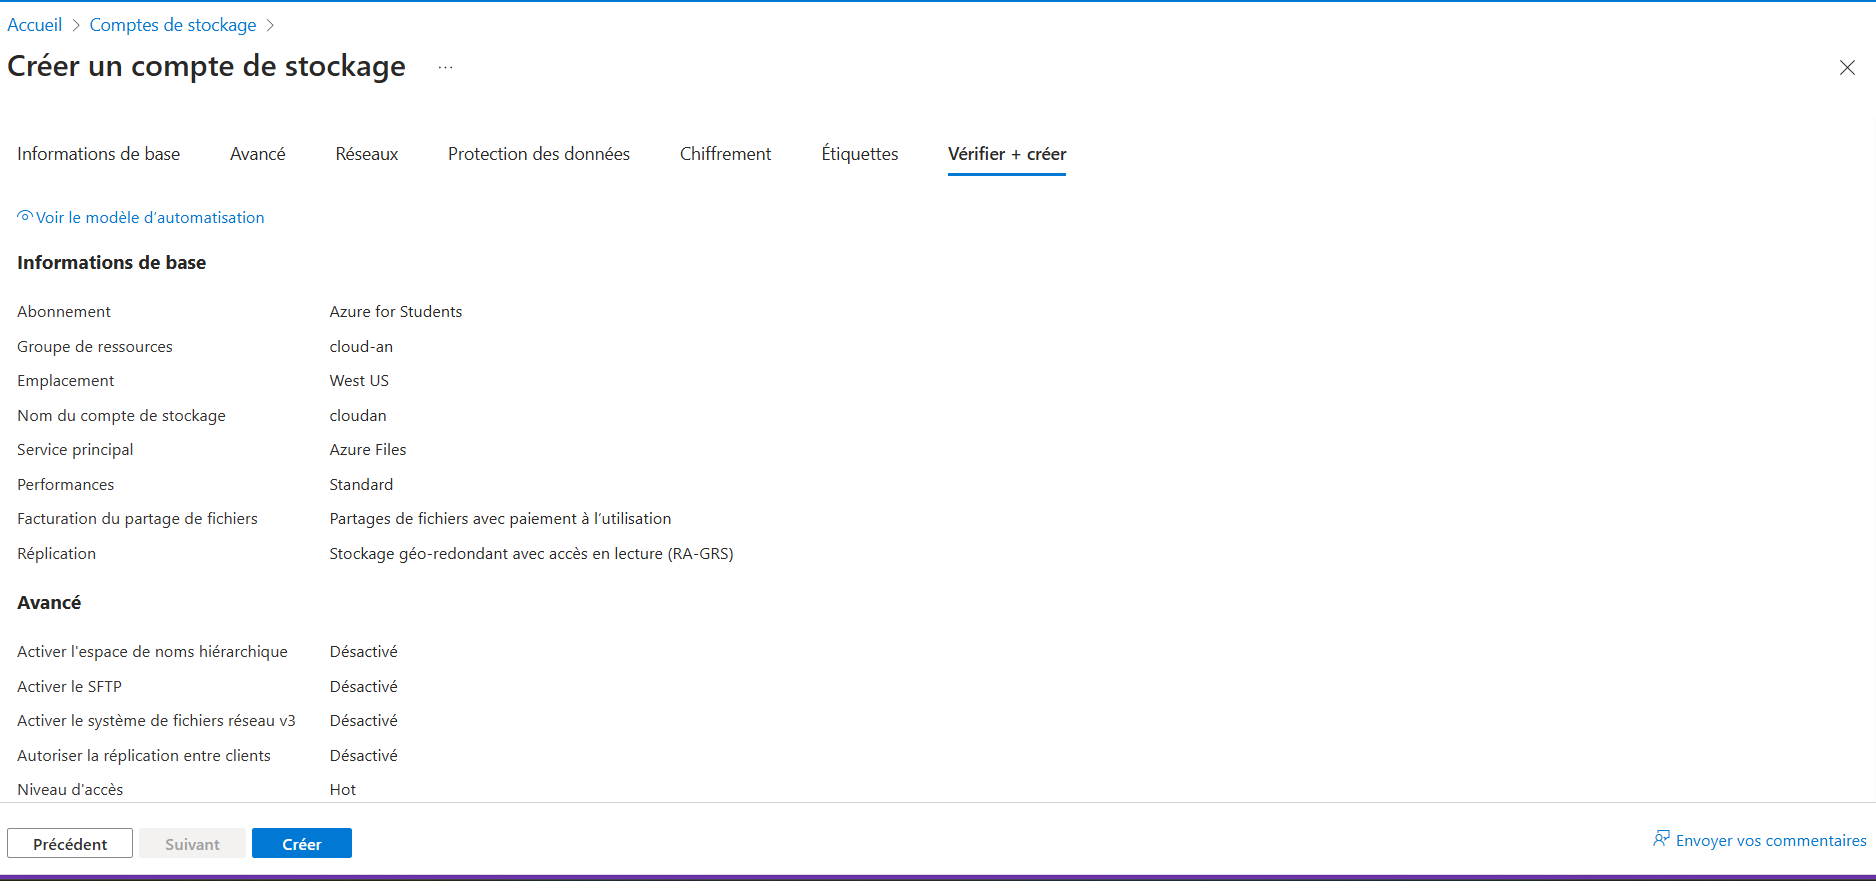 Accueil > Comptes de stockage >
Créer un compte de stockage ...
Informations de base Avancé Réseaux Protection des données Chiffrement Étiquettes Vérifier + créer
Voir le modèle d'automatisation
Informations de base
Abonnement Azure for Students
Groupe de ressources cloud-an
Emplacement West US
Nom du compte de stockage cloudan
Service principal Azure Files
Performances Standard
Facturation du partage de fichiers Partages de fichiers avec paiement à l'utilisation
Réplication Stockage géo-redondant avec accès en lecture (RA-GRS)
Avancé
Activer l'espace de noms hiérarchique Désactivé
Activer le SFTP Désactivé
Activer le système de fichiers réseau v3 Désactivé
Autoriser la réplication entre clients Désactivé
Niveau d'accès Hot
Précédent Suivant Créer Envoyer vos commentaires